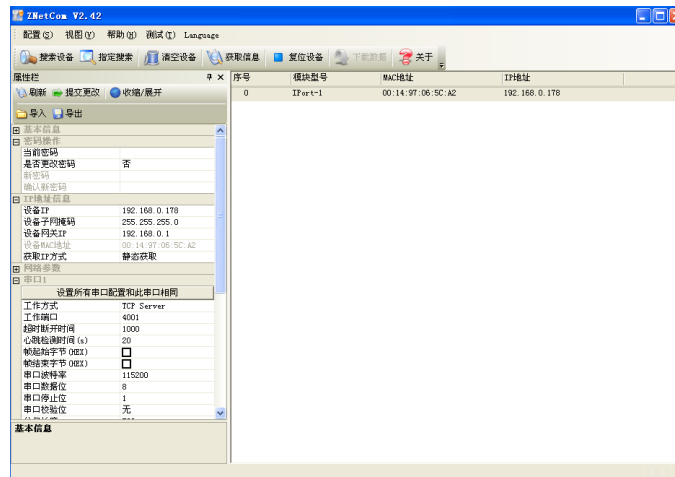 ZNetCom V2.42
配置(S) 视图(V) 帮助(H) 测试(T) Language
搜索设备 指定搜索 清空设备 获取信息 复位设备 下载数据 关于
属性栏
序号 模块型号 MAC地址 IP地址
刷新 提交更改 收缩/展开
0 IPort-1 00:14:97:06:5C:A2 192.168.0.178
导入 导出
基本信息
密码操作
当前密码
是否更改密码 否
新密码
确认新密码
IP地址信息
设备IP 192.168.0.178
设备子网掩码 255.255.255.0
设备网关IP 192.168.0.1
设备MAC地址 00:14:97:06:5C:A2
获取IP方式 静态获取
网络参数
串口1
设置所有串口配置和此串口相同
工作方式 TCP Server
工作端口 4001
超时断开时间 1000
心跳检测时间(s) 20
帧起始字节(HEX)
帧结束字节(HEX)
串口波特率 115200
串口数据位 8
串口停止位 1
串口校验位 无
基本信息